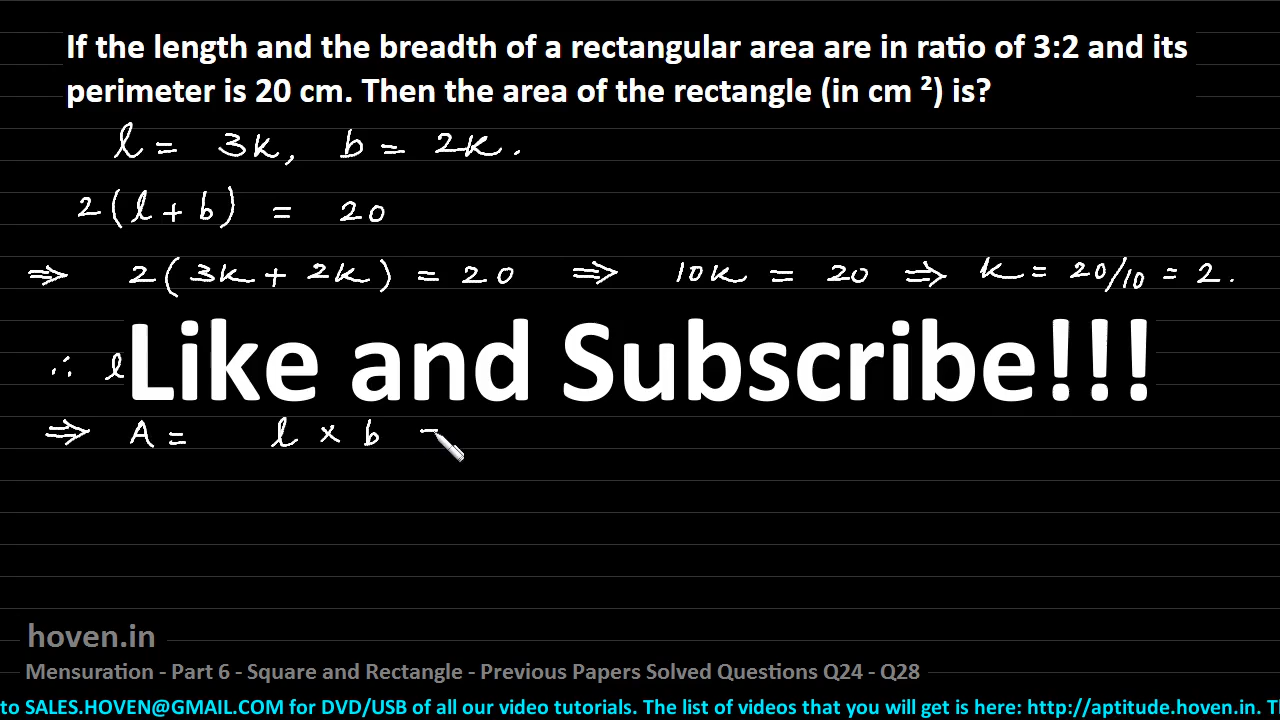 If the length and the breadth of a rectangular area are in ratio of 3:2 and its
perimeter is 20 cm. Then the area of the rectangle (in cm ²) is?
l = 3k, b = 2k.
2(l + b) = 20
⇒ 2(3k + 2k) = 20 ⇒ 10k = 20 ⇒ k = 20/10 = 2.
∴ l
Like and Subscribe!!!
⇒ A = l × b
hoven.in
Mensuration - Part 6 - Square and Rectangle - Previous Papers Solved Questions Q24 - Q28
to SALES.HOVEN@GMAIL.COM for DVD/USB of all our video tutorials. The list of videos that you will get is here: http://aptitude.hoven.in. T